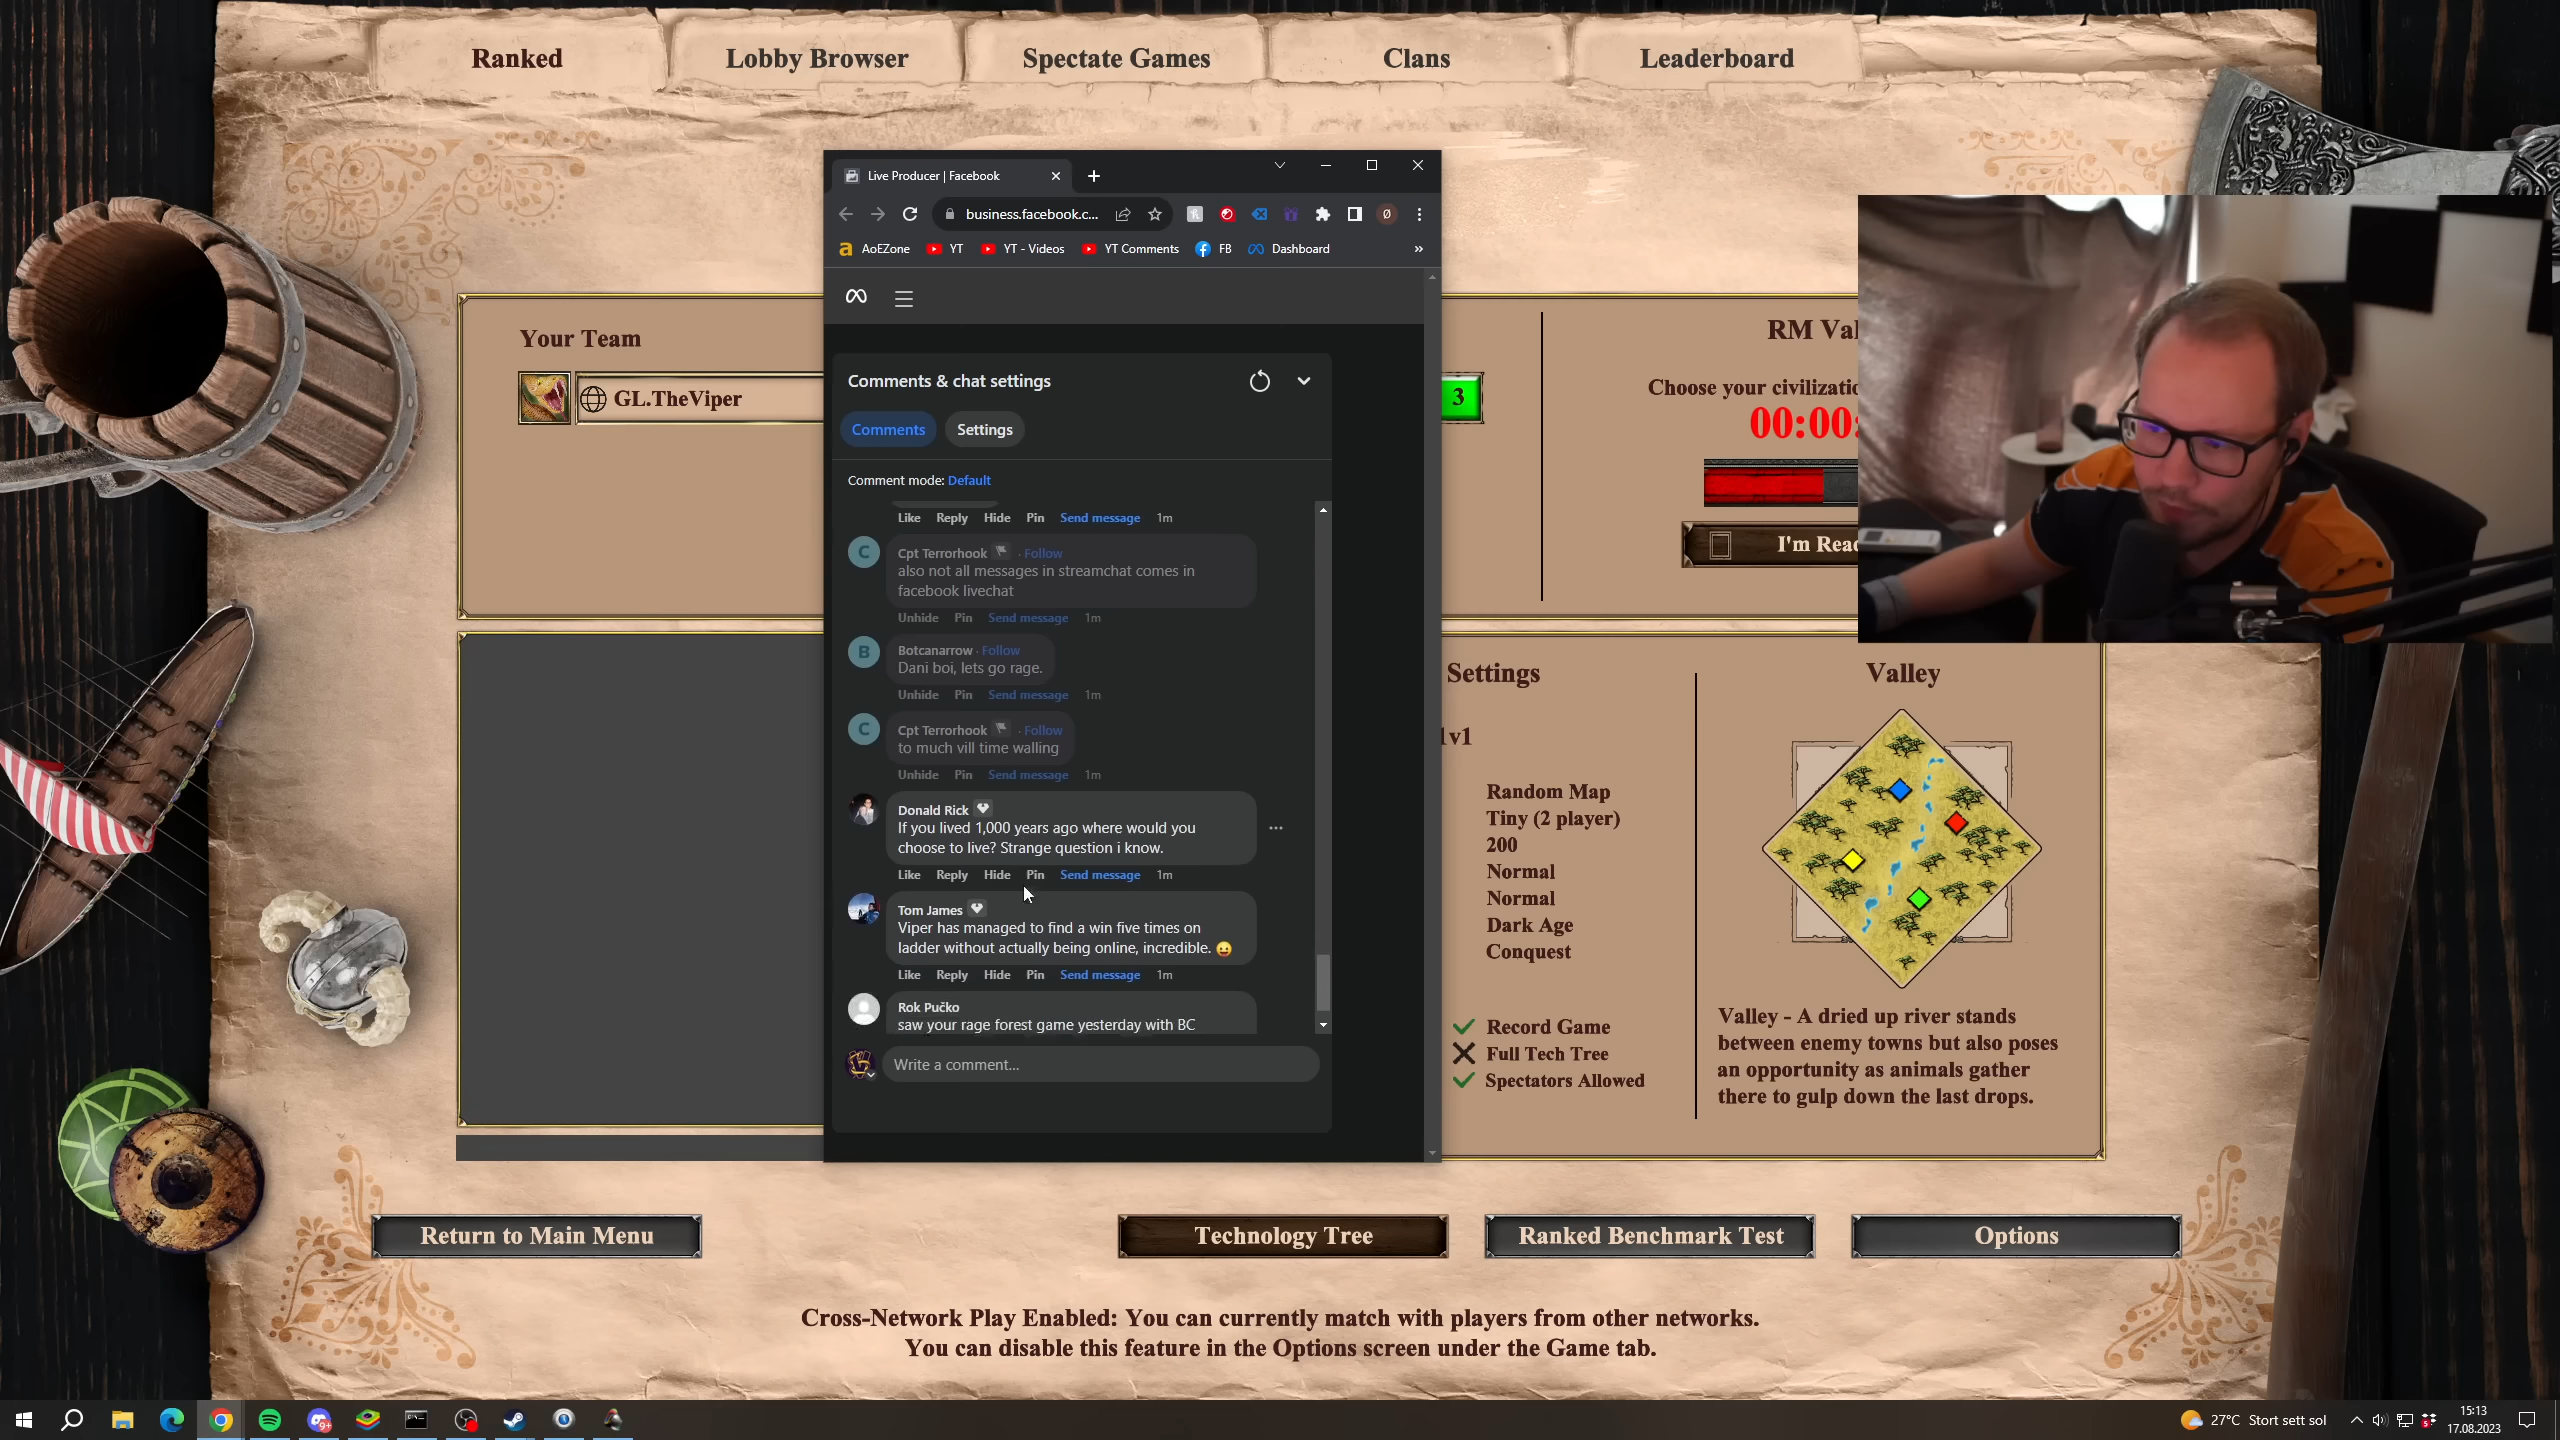 Ranked
Lobby Browser
Spectate Games
Clans
Leaderboard
Live Producer | Facebook
business.facebook.c...
AoEZone
YT
YT - Videos
YT Comments
FB
Dashboard
»
Your Team
GL.TheViper
3
RM Val
Choose your civilizatio
00:00:
I'm Read
Comments & chat settings
Comments
Settings
Comment mode: Default
Like Reply Hide Pin Send message 1m
C
Cpt Terrorhook · Follow
also not all messages in streamchat comes in
facebook livechat
Unhide Pin Send message 1m
B
Botcanarrow · Follow
Dani boi, lets go rage.
Unhide Pin Send message 1m
C
Cpt Terrorhook · Follow
to much vill time walling
Unhide Pin Send message 1m
Donald Rick
If you lived 1,000 years ago where would you
choose to live? Strange question i know.
Like Reply Hide Pin Send message 1m
Tom James
Viper has managed to find a win five times on
ladder without actually being online, incredible. 😛
Like Reply Hide Pin Send message 1m
Rok Pučko
saw your rage forest game yesterday with BC
Write a comment...
Settings
1v1
Random Map
Tiny (2 player)
200
Normal
Normal
Dark Age
Conquest
Record Game
Full Tech Tree
Spectators Allowed
Valley
Valley - A dried up river stands
between enemy towns but also poses
an opportunity as animals gather
there to gulp down the last drops.
Return to Main Menu
Technology Tree
Ranked Benchmark Test
Options
Cross-Network Play Enabled: You can currently match with players from other networks.
You can disable this feature in the Options screen under the Game tab.
27°C Stort sett sol
15:13
17.08.2023